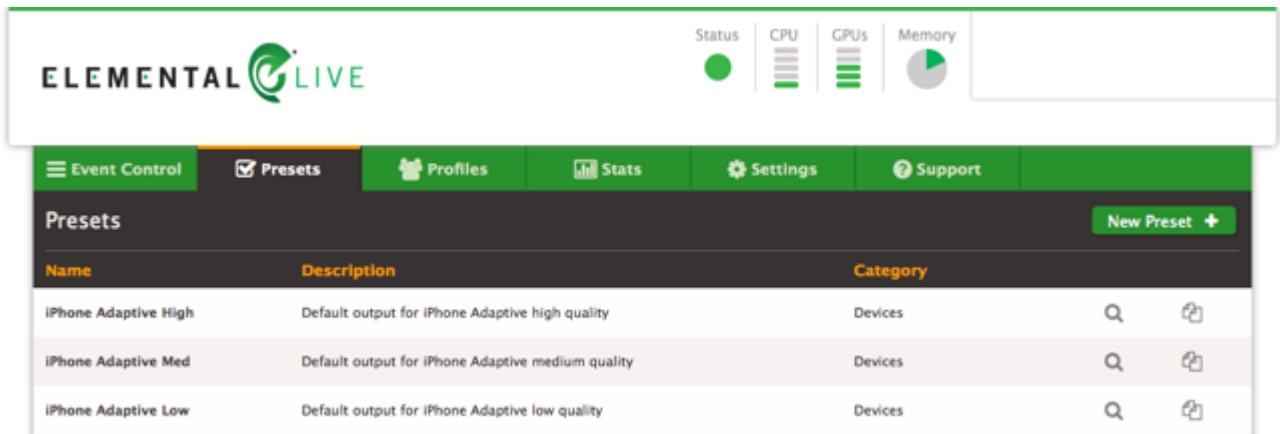 Status CPU GPUs Memory
ELEMENTAL LIVE
Event Control Presets Profiles Stats Settings Support
Presets New Preset +
Name Description Category
iPhone Adaptive High Default output for iPhone Adaptive high quality Devices
iPhone Adaptive Med Default output for iPhone Adaptive medium quality Devices
iPhone Adaptive Low Default output for iPhone Adaptive low quality Devices